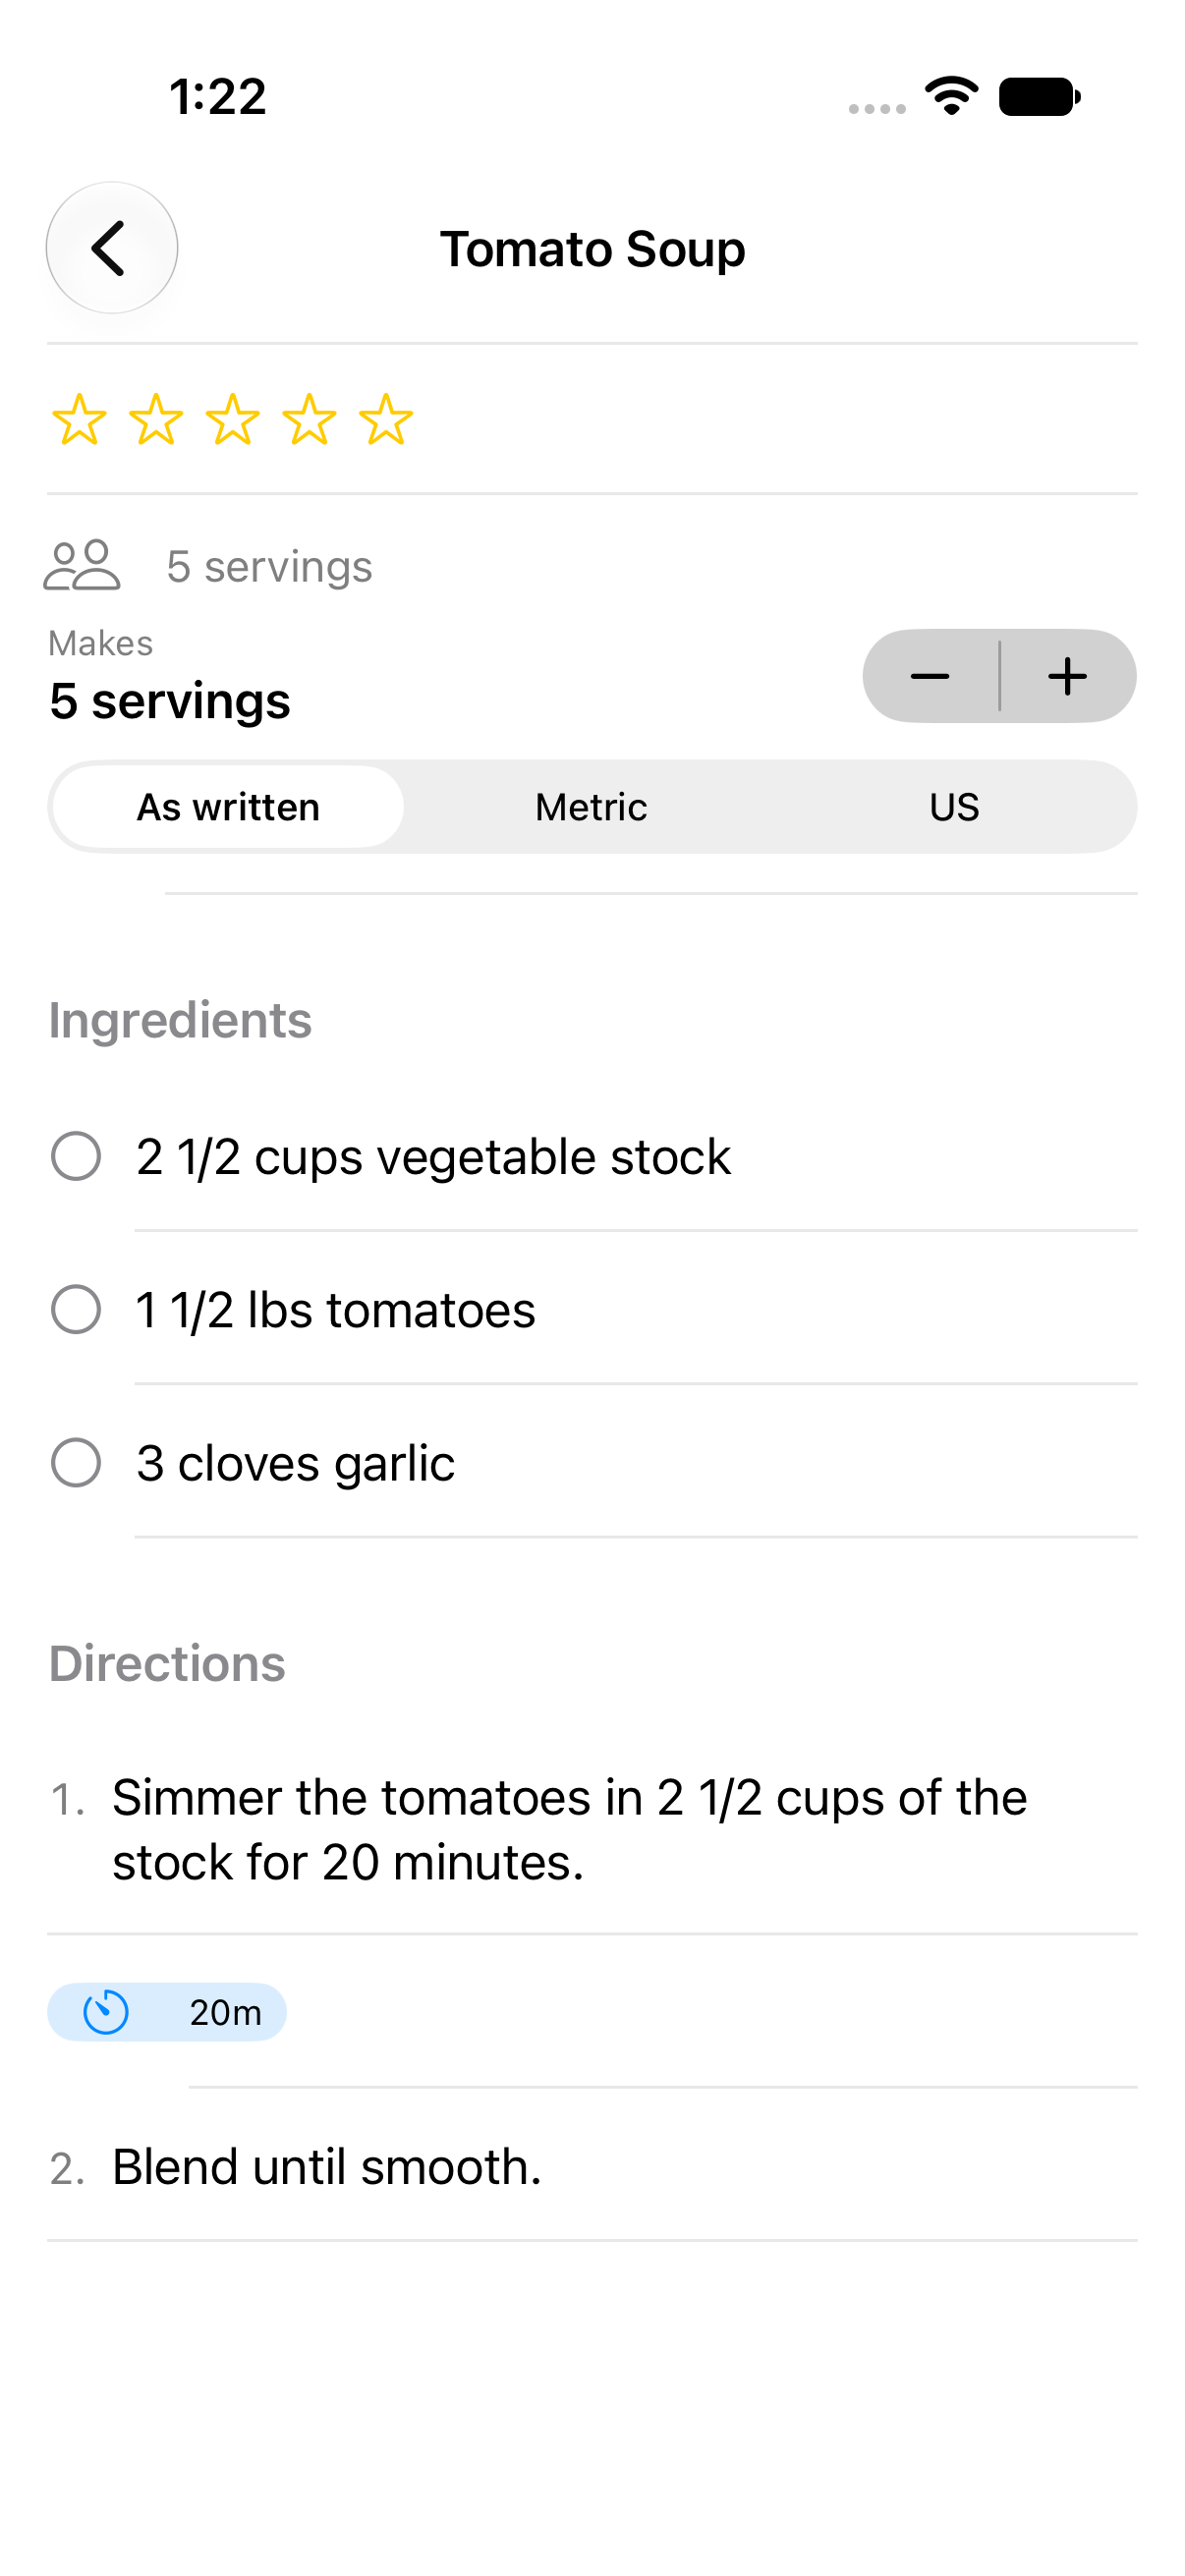 1:22
Tomato Soup
5 servings
Makes
5 servings
As written Metric US
Ingredients
2 1/2 cups vegetable stock
1 1/2 lbs tomatoes
3 cloves garlic
Directions
1. Simmer the tomatoes in 2 1/2 cups of the
stock for 20 minutes.
20m
2. Blend until smooth.